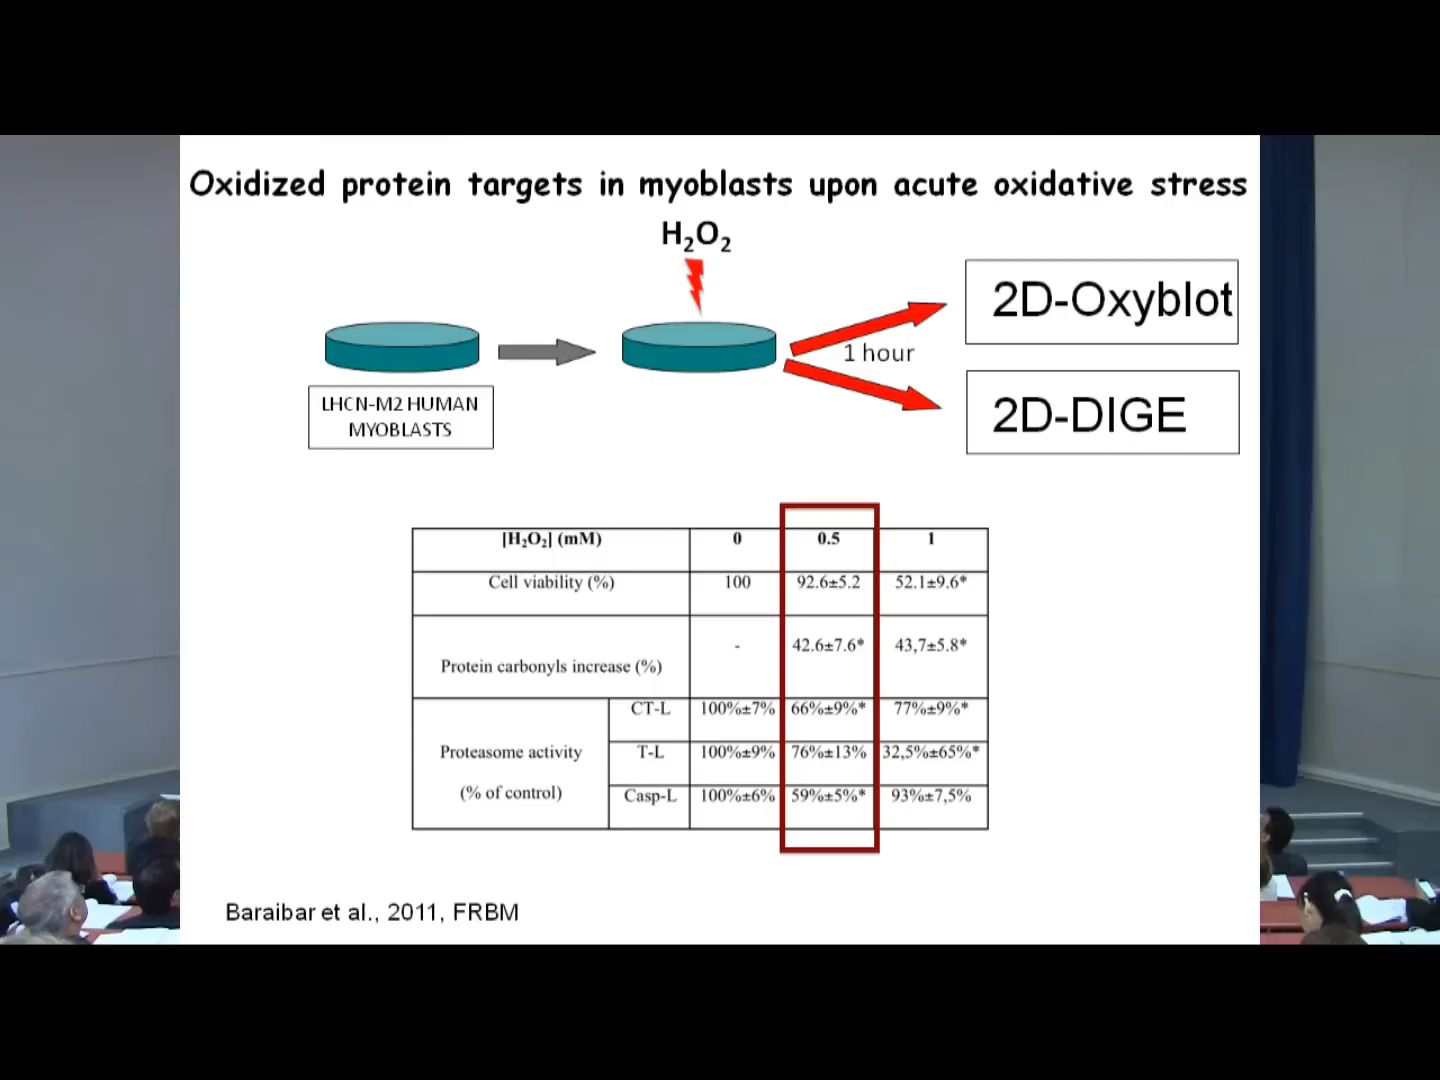 Oxidized protein targets in myoblasts upon acute oxidative stress
H₂O₂
2D-Oxyblot
1 hour
LHCN-M2 HUMAN
MYOBLASTS
2D-DIGE
[H₂O₂] (mM) 0 0.5 1
Cell viability (%) 100 92.6±5.2 52.1±9.6*
Protein carbonyls increase (%) - 42.6±7.6* 43,7±5.8*
Proteasome activity
(% of control)
CT-L 100%±7% 66%±9%* 77%±9%*
T-L 100%±9% 76%±13% 32,5%±65%*
Casp-L 100%±6% 59%±5%* 93%±7,5%
Baraibar et al., 2011, FRBM